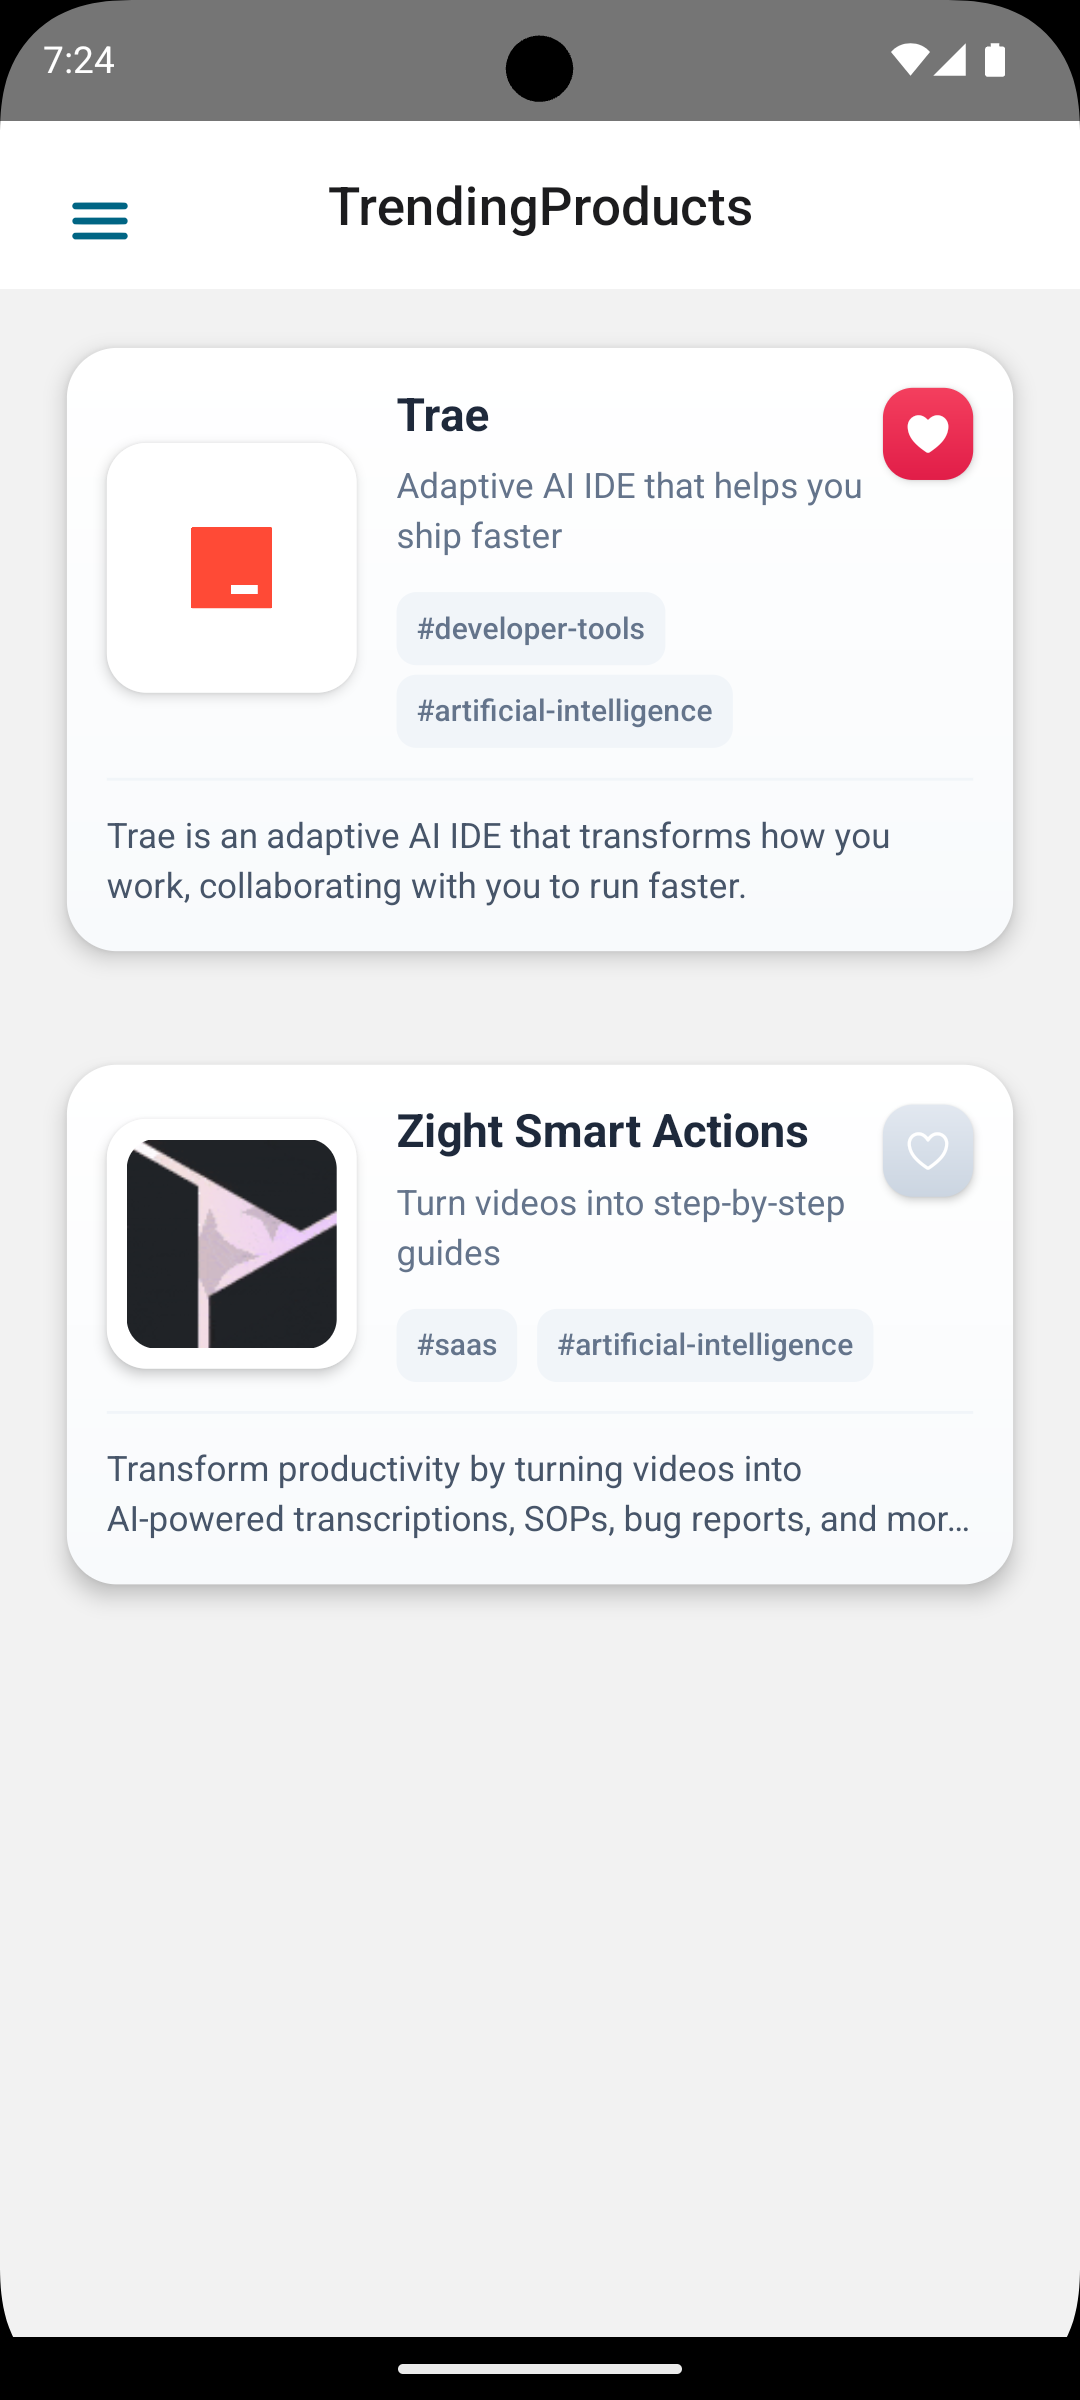 7:24
TrendingProducts
Trae
Adaptive AI IDE that helps you
ship faster
#developer-tools
#artificial-intelligence
Trae is an adaptive AI IDE that transforms how you
work, collaborating with you to run faster.
Zight Smart Actions
Turn videos into step-by-step
guides
#saas #artificial-intelligence
Transform productivity by turning videos into
AI-powered transcriptions, SOPs, bug reports, and mor…